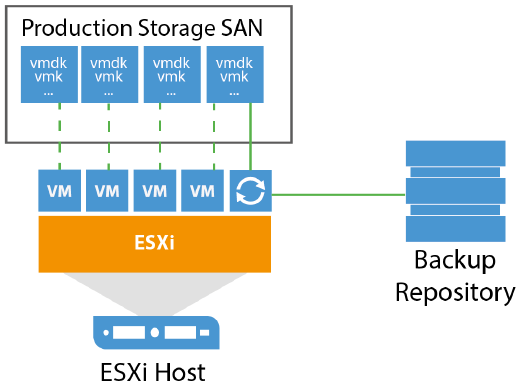 Production Storage SAN
vmdk
vmk
...
vmdk
vmk
...
vmdk
vmk
...
vmdk
vmk
...
VM
VM
VM
VM
ESXi
ESXi Host
Backup
Repository